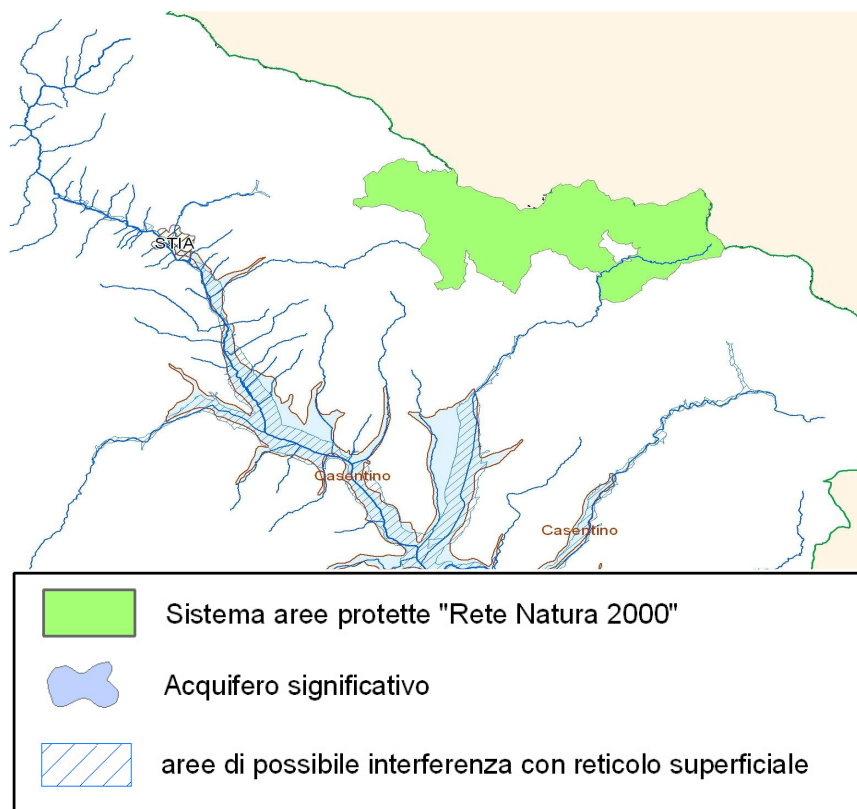 STIA
Casentino
Casentino
Sistema aree protette "Rete Natura 2000"
Acquifero significativo
aree di possibile interferenza con reticolo superficiale